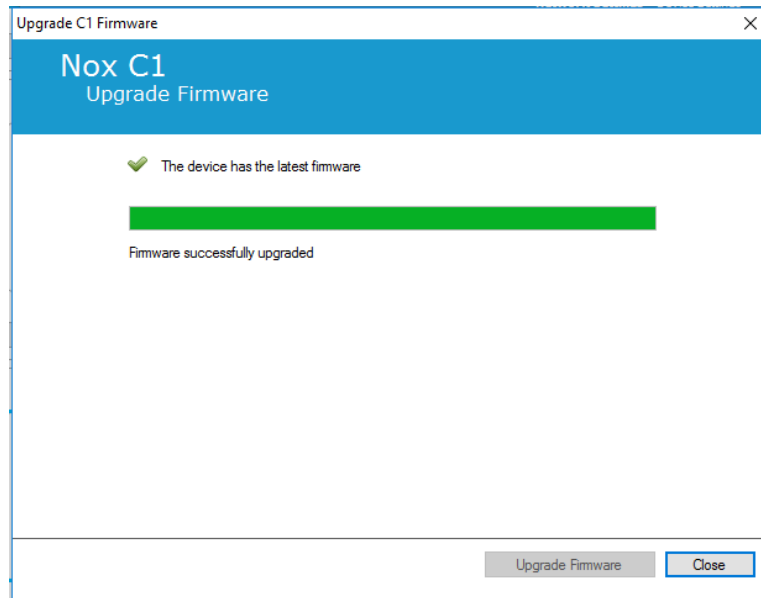 Upgrade C1 Firmware
Nox C1
Upgrade Firmware
The device has the latest firmware
Firmware successfully upgraded
Upgrade Firmware
Close